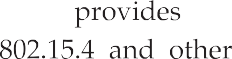 provides
802.15.4 and other